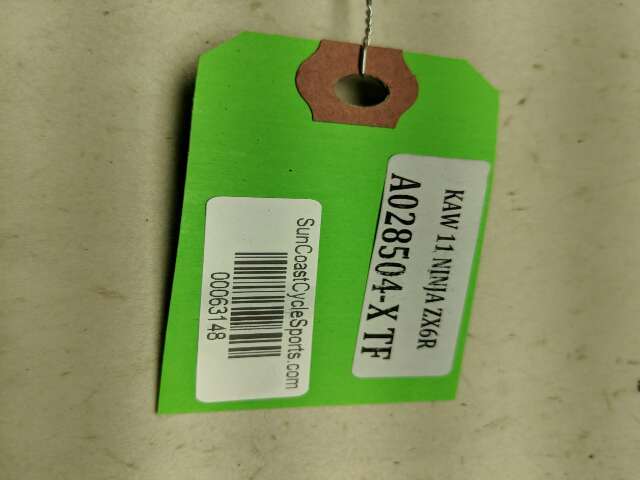 KAW 11 NINJA ZX6R
A028504-X TF
SunCoastCycleSports.com
00063148